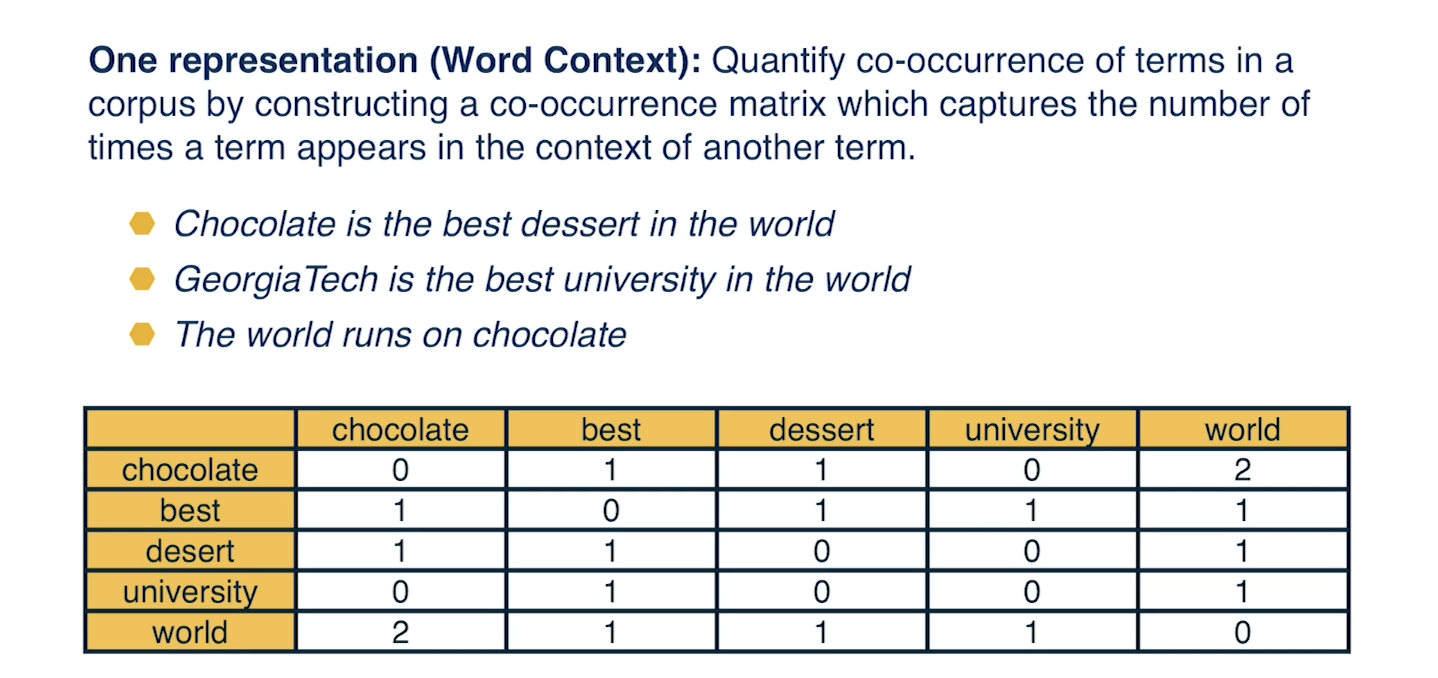 One representation (Word Context): Quantify co-occurrence of terms in a
corpus by constructing a co-occurrence matrix which captures the number of
times a term appears in the context of another term.
Chocolate is the best dessert in the world
GeorgiaTech is the best university in the world
The world runs on chocolate
chocolate best dessert university world
chocolate 0 1 1 0 2
best 1 0 1 1 1
desert 1 1 0 0 1
university 0 1 0 0 1
world 2 1 1 1 0